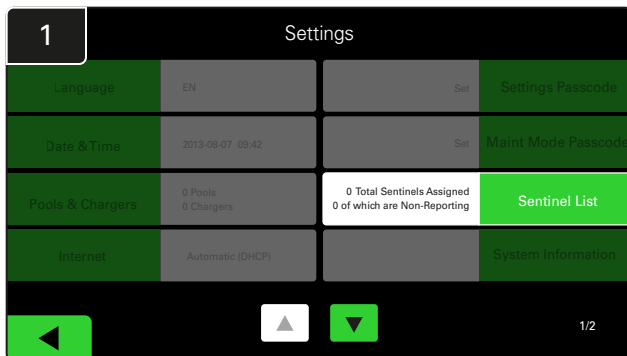 1
Settings
Language
EN
Set
Settings Passcode
Date & Time
2013-08-07 09:42
Set
Maint Mode Passcode
Pools & Chargers
0 Pools
0 Chargers
0 Total Sentinels Assigned
0 of which are Non-Reporting
Sentinel List
Internet
Automatic (DHCP)
System Information
1/2